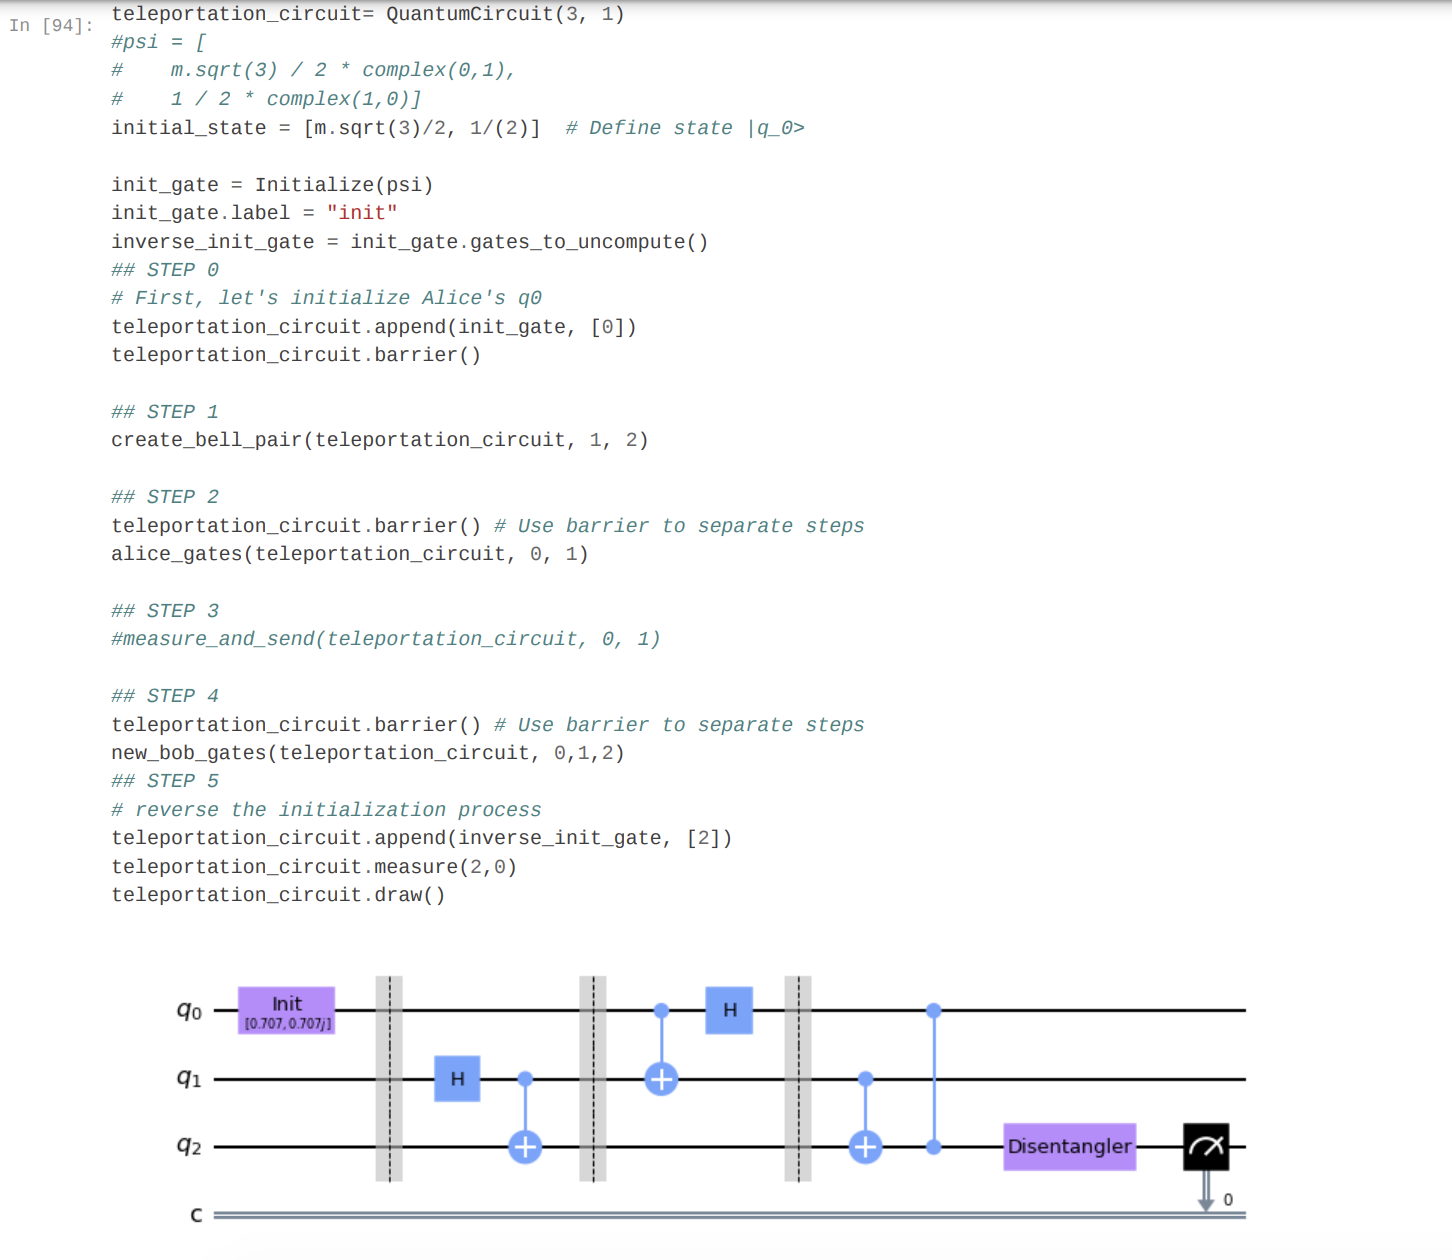 In [94]:
teleportation_circuit= QuantumCircuit(3, 1)
#psi = [
#    m.sqrt(3) / 2 * complex(0,1),
#    1 / 2 * complex(1,0)]
initial_state = [m.sqrt(3)/2, 1/(2)]  # Define state |q_0>
init_gate = Initialize(psi)
init_gate.label = "init"
inverse_init_gate = init_gate.gates_to_uncompute()
## STEP 0
# First, let's initialize Alice's q0
teleportation_circuit.append(init_gate, [0])
teleportation_circuit.barrier()
## STEP 1
create_bell_pair(teleportation_circuit, 1, 2)
## STEP 2
teleportation_circuit.barrier() # Use barrier to separate steps
alice_gates(teleportation_circuit, 0, 1)
## STEP 3
#measure_and_send(teleportation_circuit, 0, 1)
## STEP 4
teleportation_circuit.barrier() # Use barrier to separate steps
new_bob_gates(teleportation_circuit, 0,1,2)
## STEP 5
# reverse the initialization process
teleportation_circuit.append(inverse_init_gate, [2])
teleportation_circuit.measure(2,0)
teleportation_circuit.draw()
q0 Init H
[0.707, 0.707j]
q1 H
q2 Disentangler
0
c